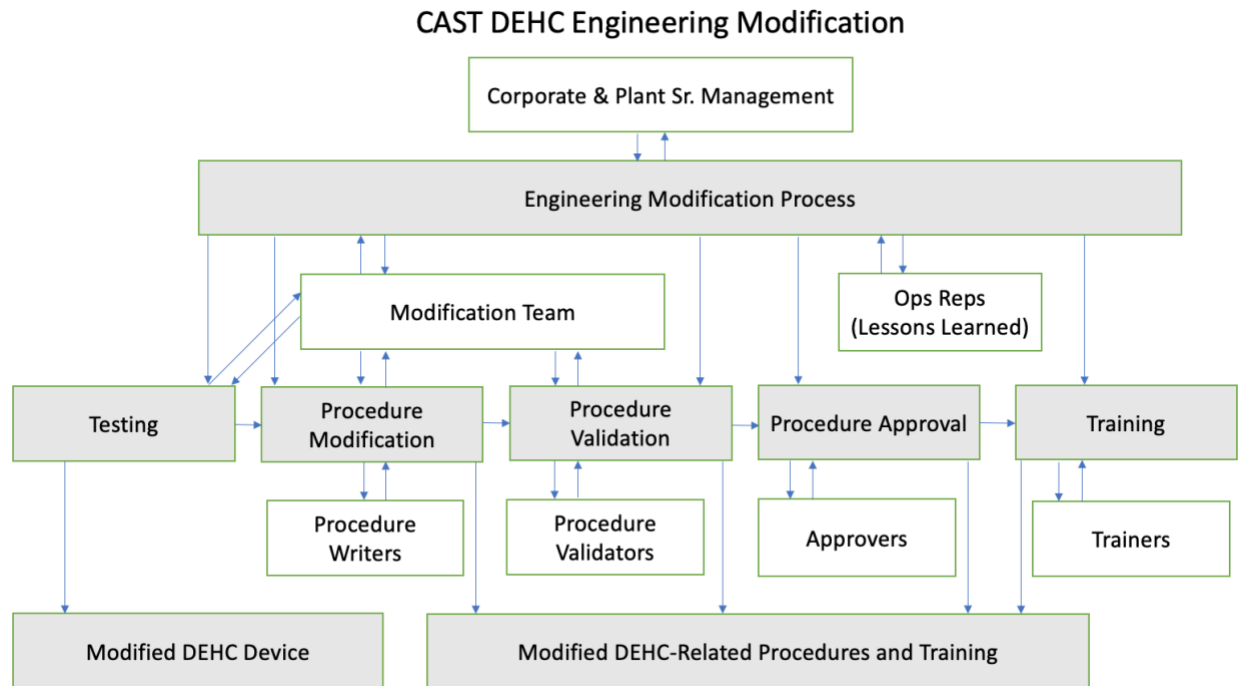 CAST DEHC Engineering Modification
Corporate & Plant Sr. Management
Engineering Modification Process
Modification Team
Ops Reps
(Lessons Learned)
Testing
Procedure
Modification
Procedure
Validation
Procedure Approval
Training
Procedure
Writers
Procedure
Validators
Approvers
Trainers
Modified DEHC Device
Modified DEHC-Related Procedures and Training